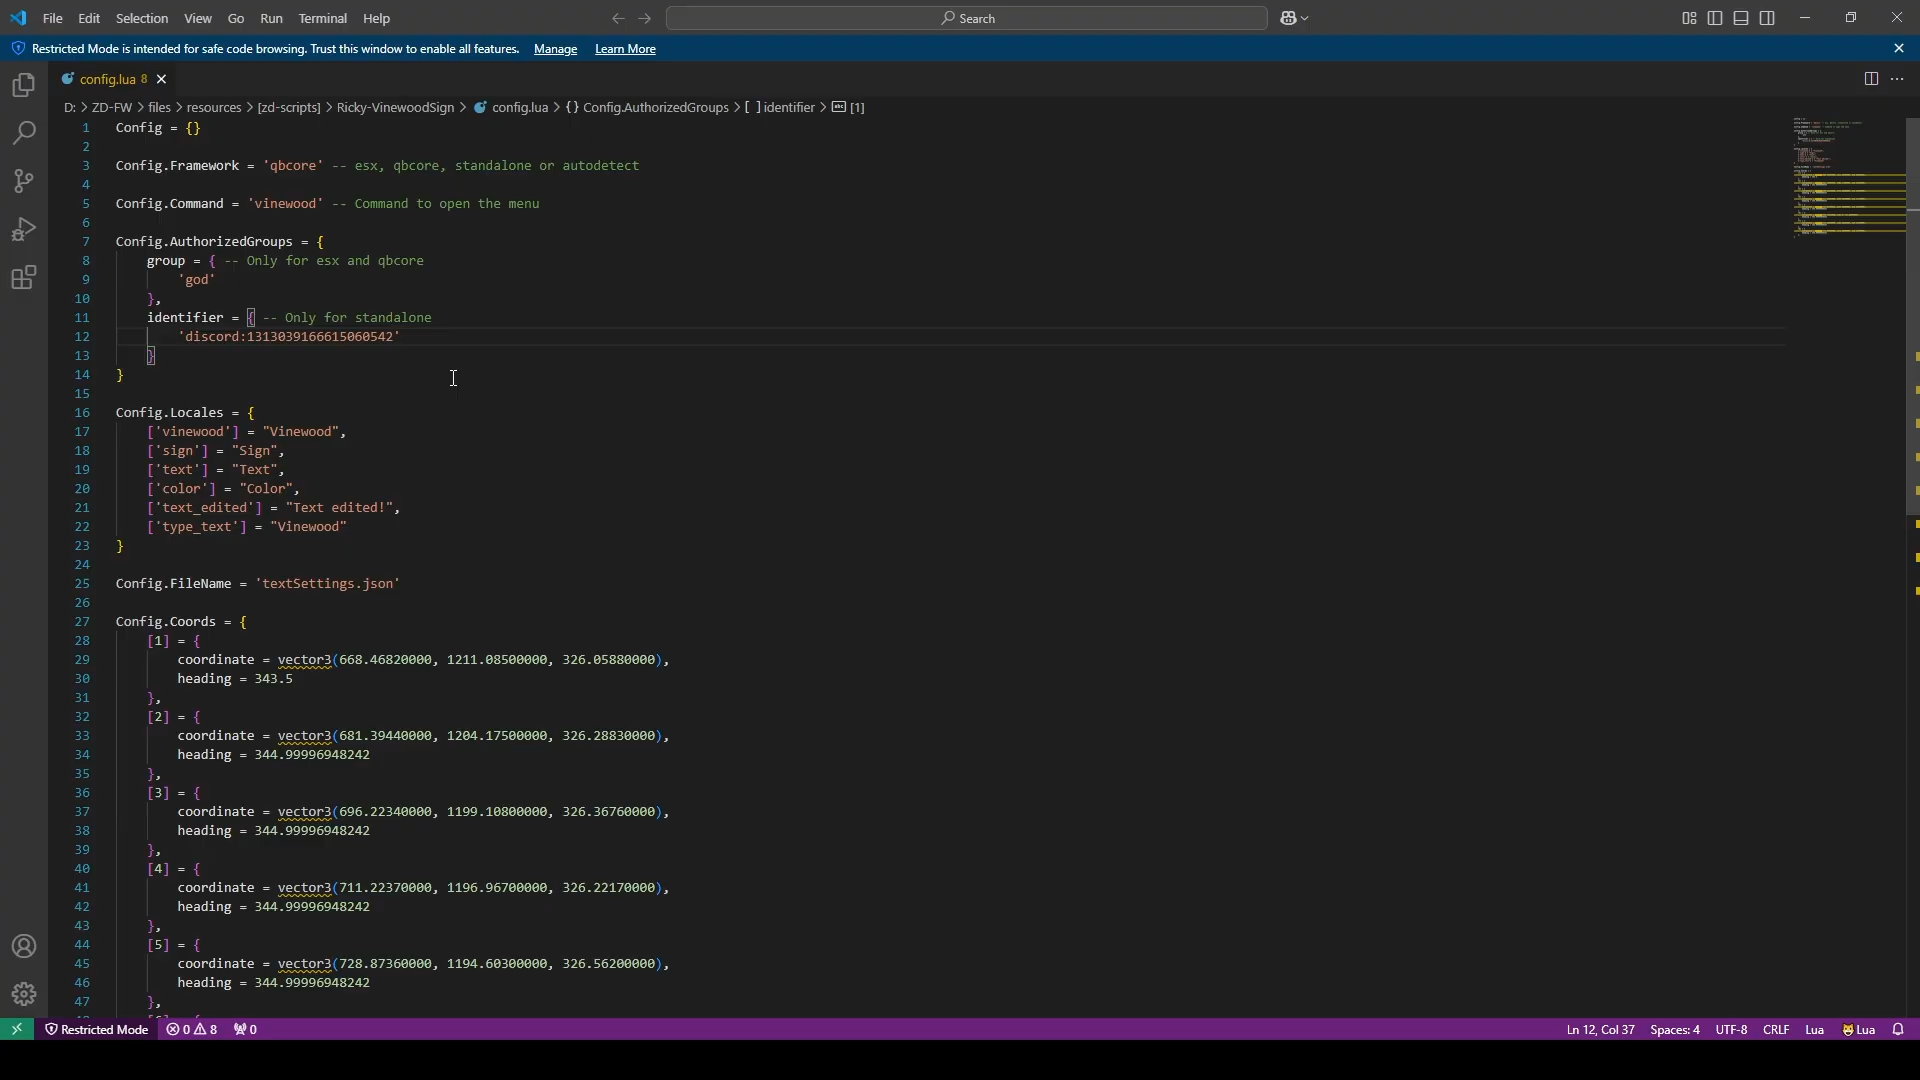 File Edit Selection View Go Run Terminal Help
Search
Restricted Mode is intended for safe code browsing. Trust this window to enable all features. Manage Learn More
config.lua 8
D: > ZD-FW > files > resources > [zd-scripts] > Ricky-VinewoodSign > config.lua > {} Config.AuthorizedGroups > [ ] identifier > [1]
1 Config = {}
2
3 Config.Framework = 'qbcore' -- esx, qbcore, standalone or autodetect
4
5 Config.Command = 'vinewood' -- Command to open the menu
6
7 Config.AuthorizedGroups = {
8 group = { -- Only for esx and qbcore
9 'god'
10 },
11 identifier = { -- Only for standalone
12 'discord:1313039166615060542'
13 }
14 }
15
16 Config.Locales = {
17 ['vinewood'] = "Vinewood",
18 ['sign'] = "Sign",
19 ['text'] = "Text",
20 ['color'] = "Color",
21 ['text_edited'] = "Text edited!",
22 ['type_text'] = "Vinewood"
23 }
24
25 Config.FileName = 'textSettings.json'
26
27 Config.Coords = {
28 [1] = {
29 coordinate = vector3(668.46820000, 1211.08500000, 326.05880000),
30 heading = 343.5
31 },
32 [2] = {
33 coordinate = vector3(681.39440000, 1204.17500000, 326.28830000),
34 heading = 344.99996948242
35 },
36 [3] = {
37 coordinate = vector3(696.22340000, 1199.10800000, 326.36760000),
38 heading = 344.99996948242
39 },
40 [4] = {
41 coordinate = vector3(711.22370000, 1196.96700000, 326.22170000),
42 heading = 344.99996948242
43 },
44 [5] = {
45 coordinate = vector3(728.87360000, 1194.60300000, 326.56200000),
46 heading = 344.99996948242
47 },
Restricted Mode 0 8 0 Ln 12, Col 37 Spaces: 4 UTF-8 CRLF Lua Lua